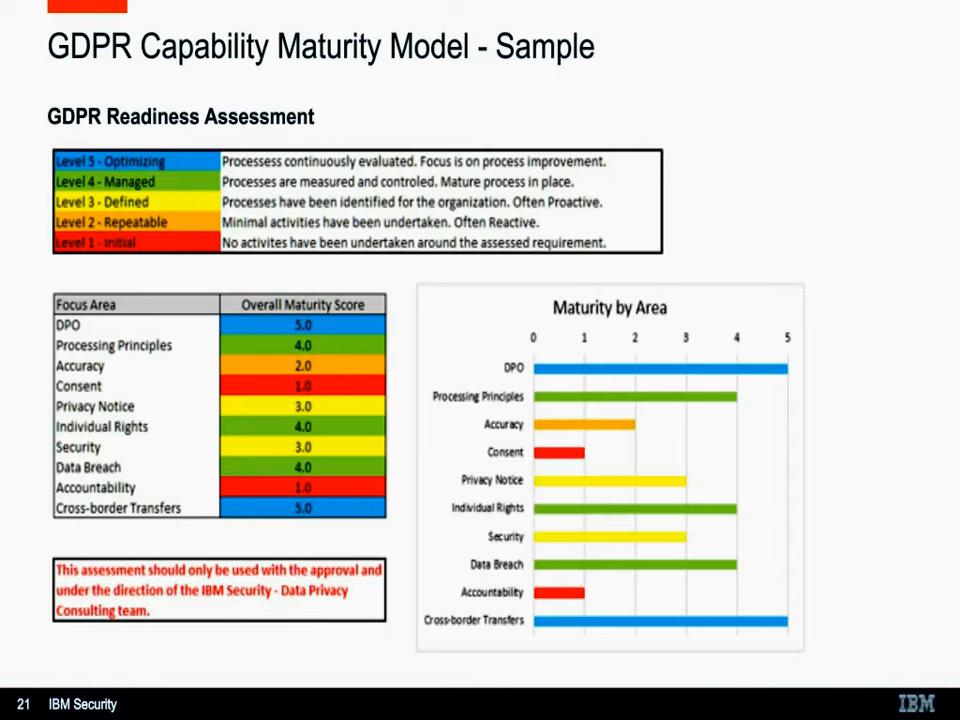 GDPR Capability Maturity Model - Sample
GDPR Readiness Assessment
Level 5 - Optimizing Processess continuously evaluated. Focus is on process improvement.
Level 4 - Managed Processes are measured and controled. Mature process in place.
Level 3 - Defined Processes have been identified for the organization. Often Proactive.
Level 2 - Repeatable Minimal activities have been undertaken. Often Reactive.
Level 1 - Initial No activites have been undertaken around the assessed requirement.
Focus Area Overall Maturity Score
DPO 5.0
Processing Principles 4.0
Accuracy 2.0
Consent 1.0
Privacy Notice 3.0
Individual Rights 4.0
Security 3.0
Data Breach 4.0
Accountability 1.0
Cross-border Transfers 5.0
This assessment should only be used with the approval and
under the direction of the IBM Security - Data Privacy
Consulting team.
Maturity by Area
0 1 2 3 4 5
DPO
Processing Principles
Accuracy
Consent
Privacy Notice
Individual Rights
Security
Data Breach
Accountability
Cross-border Transfers
21 IBM Security
IBM